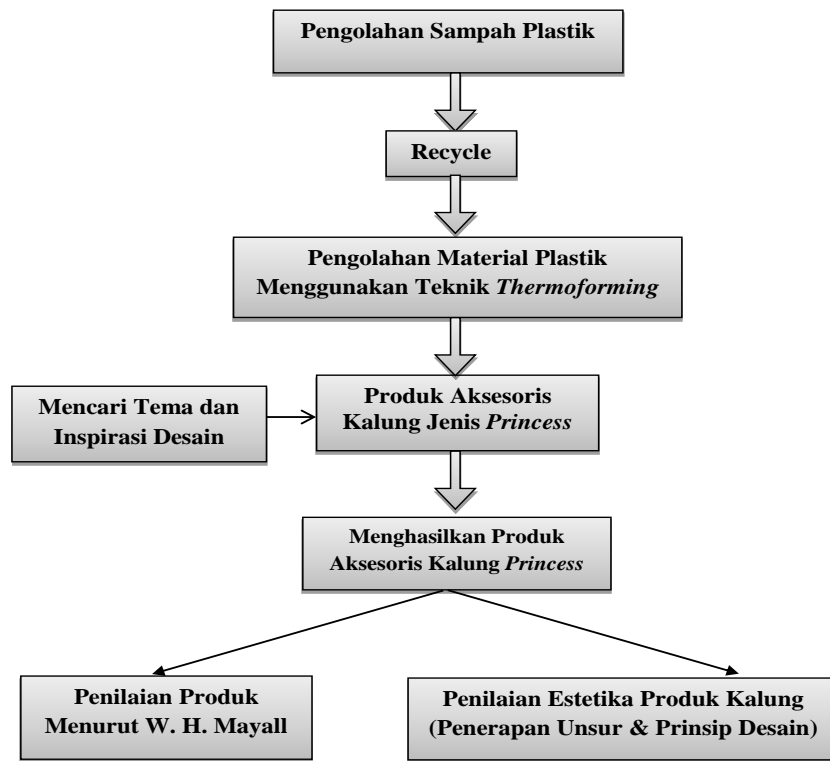 Pengolahan Sampah Plastik
Recycle
Pengolahan Material Plastik
Menggunakan Teknik Thermoforming
Mencari Tema dan
Inspirasi Desain
Produk Aksesoris
Kalung Jenis Princess
Menghasilkan Produk
Aksesoris Kalung Princess
Penilaian Produk
Menurut W. H. Mayall
Penilaian Estetika Produk Kalung
(Penerapan Unsur & Prinsip Desain)